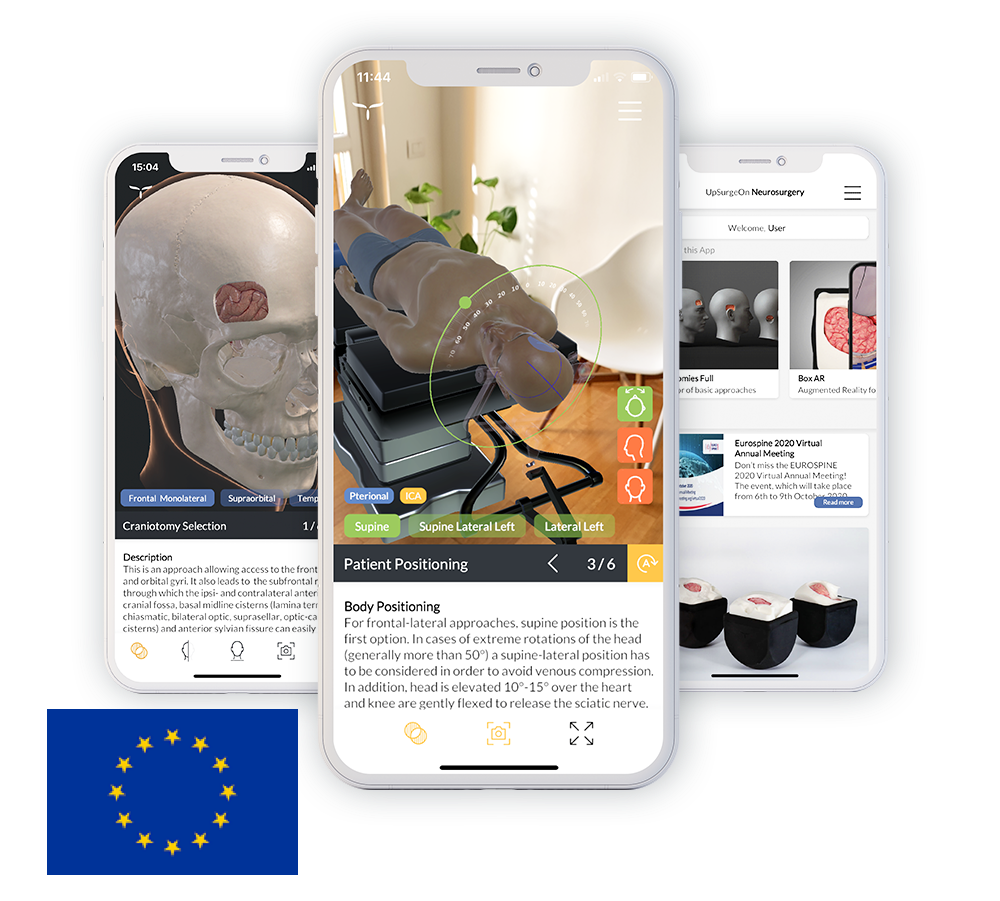 15:04
Frontal Monolateral
Supraorbital
Temp
Craniotomy Selection
1/
Description
This is an approach allowing access to the front
and orbital gyri. It also leads to the subfrontal
through which the ipsi- and contralateral anter
cranial fossa, basal midline cisterns (lamina term
chiasmatic, bilateral optic, suprasellar, optic-ca
cisterns) and anterior sylvian fissure can easily
11:44
70 60 50 40 30 20 10 0 10 20 30
Pterional
ICA
Supine
Supine Lateral Left
Lateral Left
Patient Positioning
3/6
A
Body Positioning
For frontal-lateral approaches, supine position is the
first option. In cases of extreme rotations of the head
(generally more than 50°) a supine-lateral position has
to be considered in order to avoid venous compression.
In addition, head is elevated 10°-15° over the heart
and knee are gently flexed to release the sciatic nerve.
UpSurgeOn Neurosurgery
Welcome, User
this App
omies Full
or of basic approaches
Box AR
Augmented Reality fo
Eurospine 2020 Virtual
Annual Meeting
Don't miss the EUROSPINE
2020 Virtual Annual Meeting!
The event, which will take
place from 6th to 9th October 2020
Read more